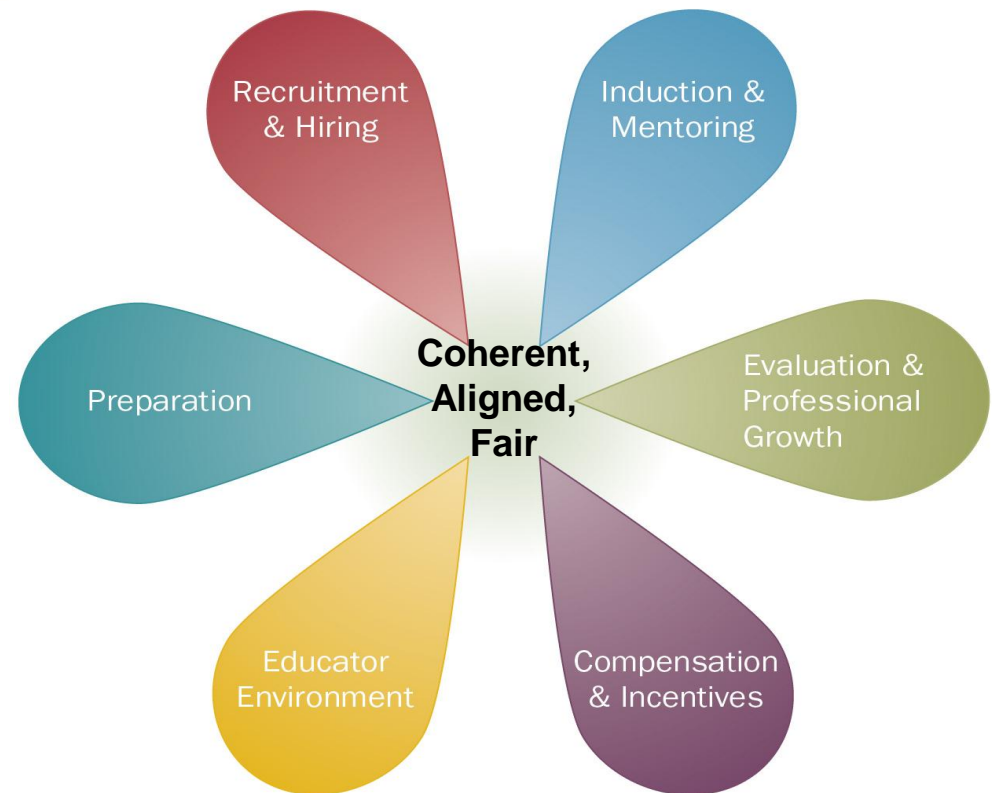 Recruitment
& Hiring
Induction &
Mentoring
Preparation
Coherent,
Aligned,
Fair
Evaluation &
Professional
Growth
Educator
Environment
Compensation
& Incentives